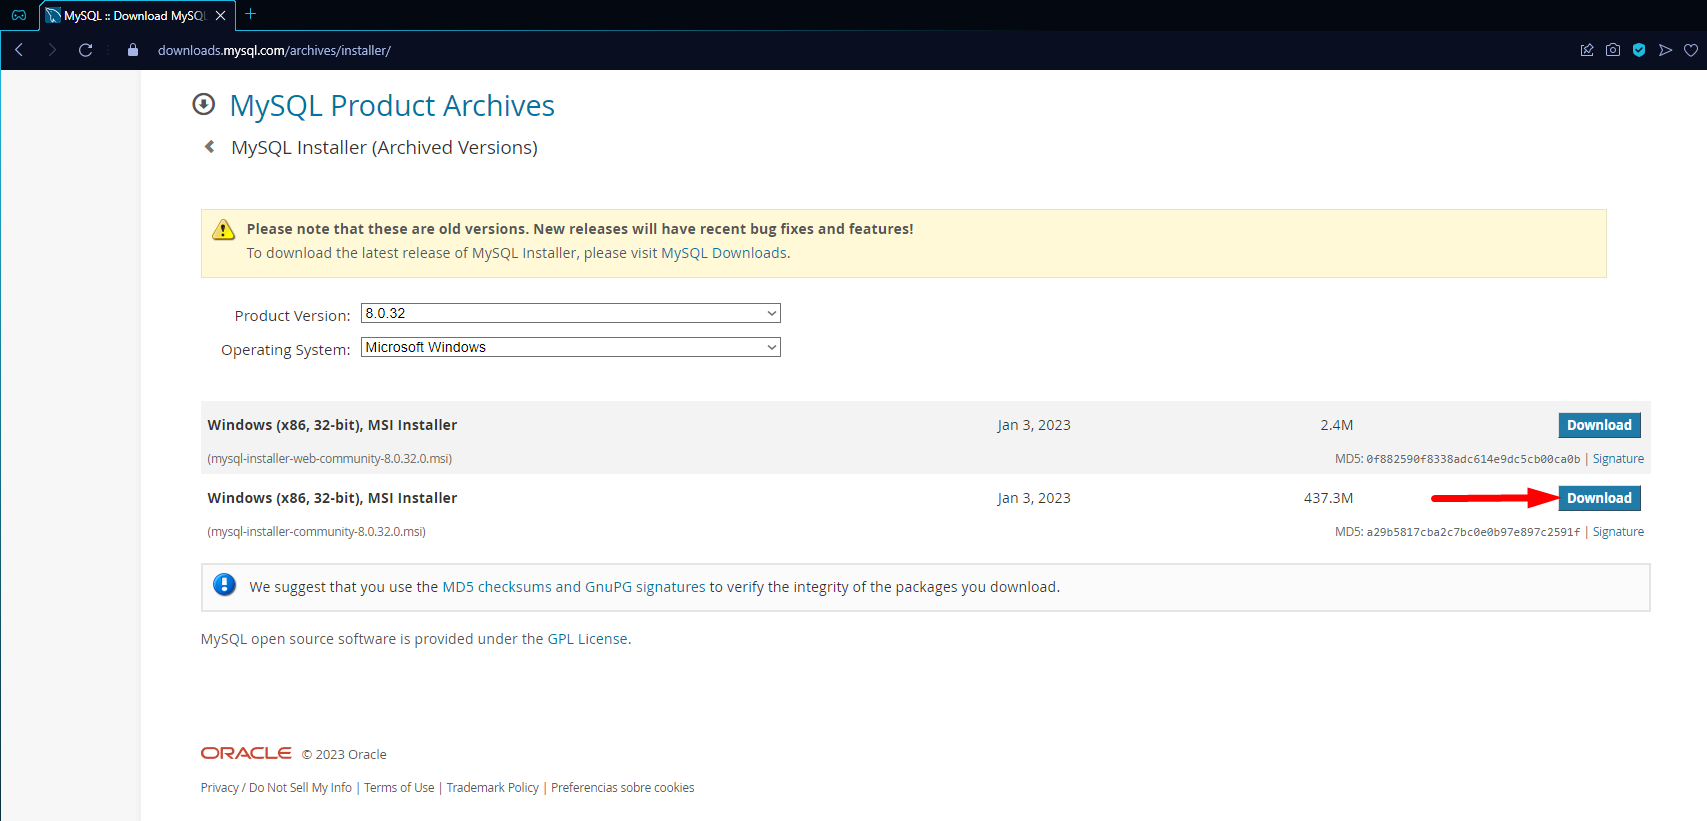 MySQL :: Download MySQL
downloads.mysql.com/archives/installer/
MySQL Product Archives
MySQL Installer (Archived Versions)
Please note that these are old versions. New releases will have recent bug fixes and features!
To download the latest release of MySQL Installer, please visit MySQL Downloads.
Product Version: 8.0.32
Operating System: Microsoft Windows
Windows (x86, 32-bit), MSI Installer Jan 3, 2023 2.4M Download
(mysql-installer-web-community-8.0.32.0.msi) MD5: 0f882590f8338adc614e9dc5cb00ca0b | Signature
Windows (x86, 32-bit), MSI Installer Jan 3, 2023 437.3M Download
(mysql-installer-community-8.0.32.0.msi) MD5: a29b5817cba2c7bc0e0b97e897c2591f | Signature
We suggest that you use the MD5 checksums and GnuPG signatures to verify the integrity of the packages you download.
MySQL open source software is provided under the GPL License.
ORACLE © 2023 Oracle
Privacy / Do Not Sell My Info | Terms of Use | Trademark Policy | Preferencias sobre cookies